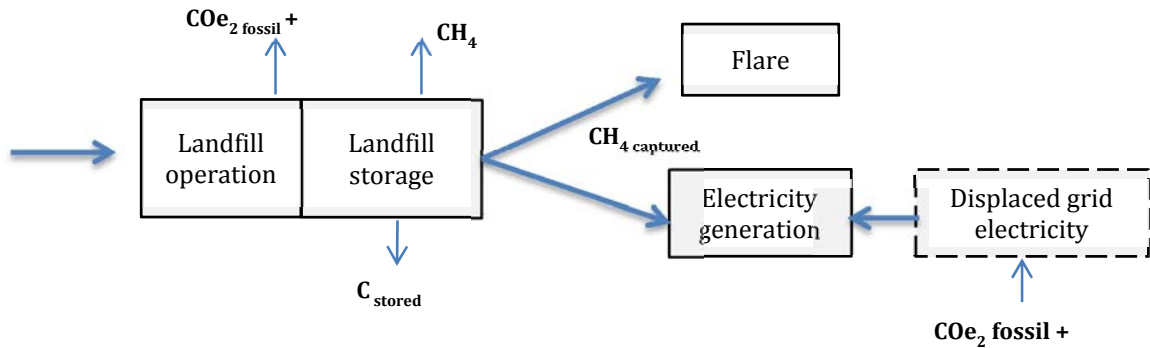 COe₂ fossil +
CH₄
Flare
Landfill
operation
Landfill
storage
CH₄ captured
Electricity
generation
Displaced grid
electricity
C stored
COe₂ fossil +